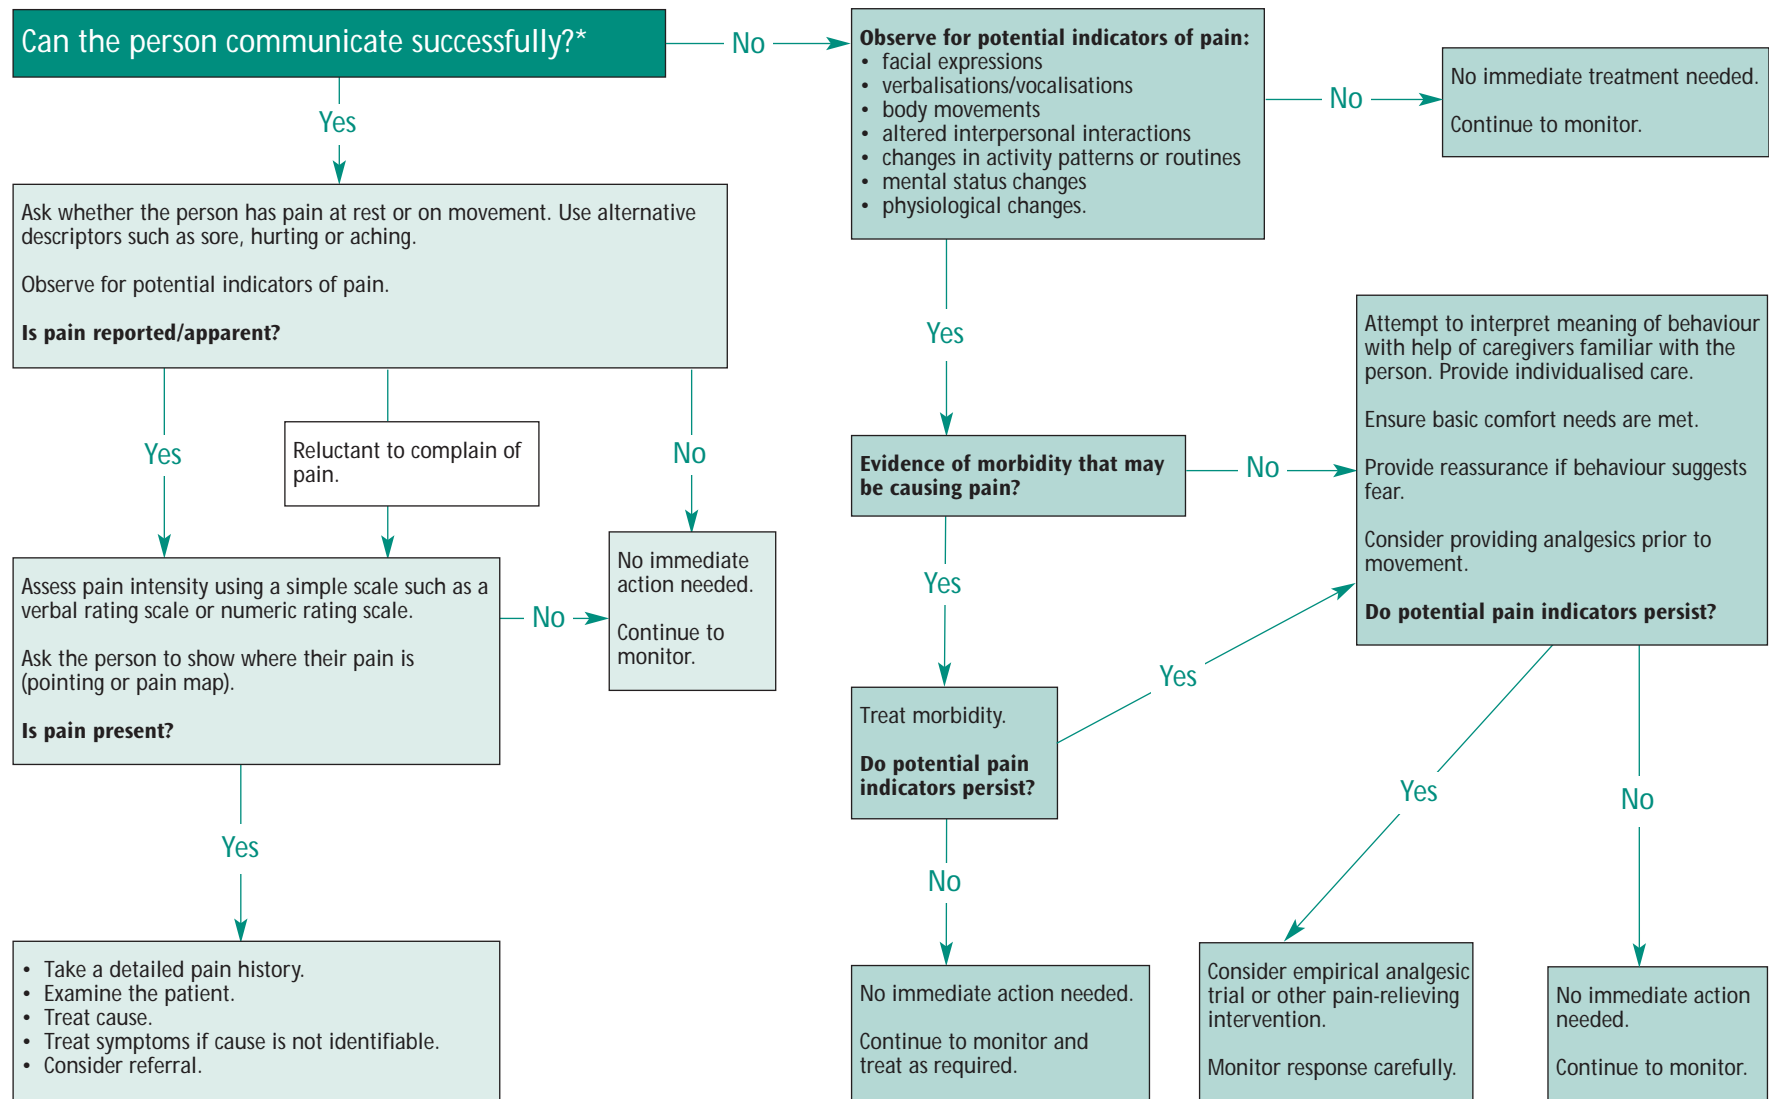 Can the person communicate successfully?*
No
Observe for potential indicators of pain:
• facial expressions
• verbalisations/vocalisations
• body movements
• altered interpersonal interactions
• changes in activity patterns or routines
• mental status changes
• physiological changes.
No
No immediate treatment needed.
Continue to monitor.
Yes
Ask whether the person has pain at rest or on movement. Use alternative
descriptors such as sore, hurting or aching.
Observe for potential indicators of pain.
Is pain reported/apparent?
Yes
Reluctant to complain of
pain.
No
No immediate
action needed.
Continue to
monitor.
Assess pain intensity using a simple scale such as a
verbal rating scale or numeric rating scale.
Ask the person to show where their pain is
(pointing or pain map).
Is pain present?
No
Yes
• Take a detailed pain history.
• Examine the patient.
• Treat cause.
• Treat symptoms if cause is not identifiable.
• Consider referral.
Yes
Evidence of morbidity that may
be causing pain?
No
Attempt to interpret meaning of behaviour
with help of caregivers familiar with the
person. Provide individualised care.
Ensure basic comfort needs are met.
Provide reassurance if behaviour suggests
fear.
Consider providing analgesics prior to
movement.
Do potential pain indicators persist?
Yes
Treat morbidity.
Do potential pain
indicators persist?
Yes
No
No immediate action needed.
Continue to monitor and
treat as required.
Yes
Consider empirical analgesic
trial or other pain-relieving
intervention.
Monitor response carefully.
No
No immediate action
needed.
Continue to monitor.